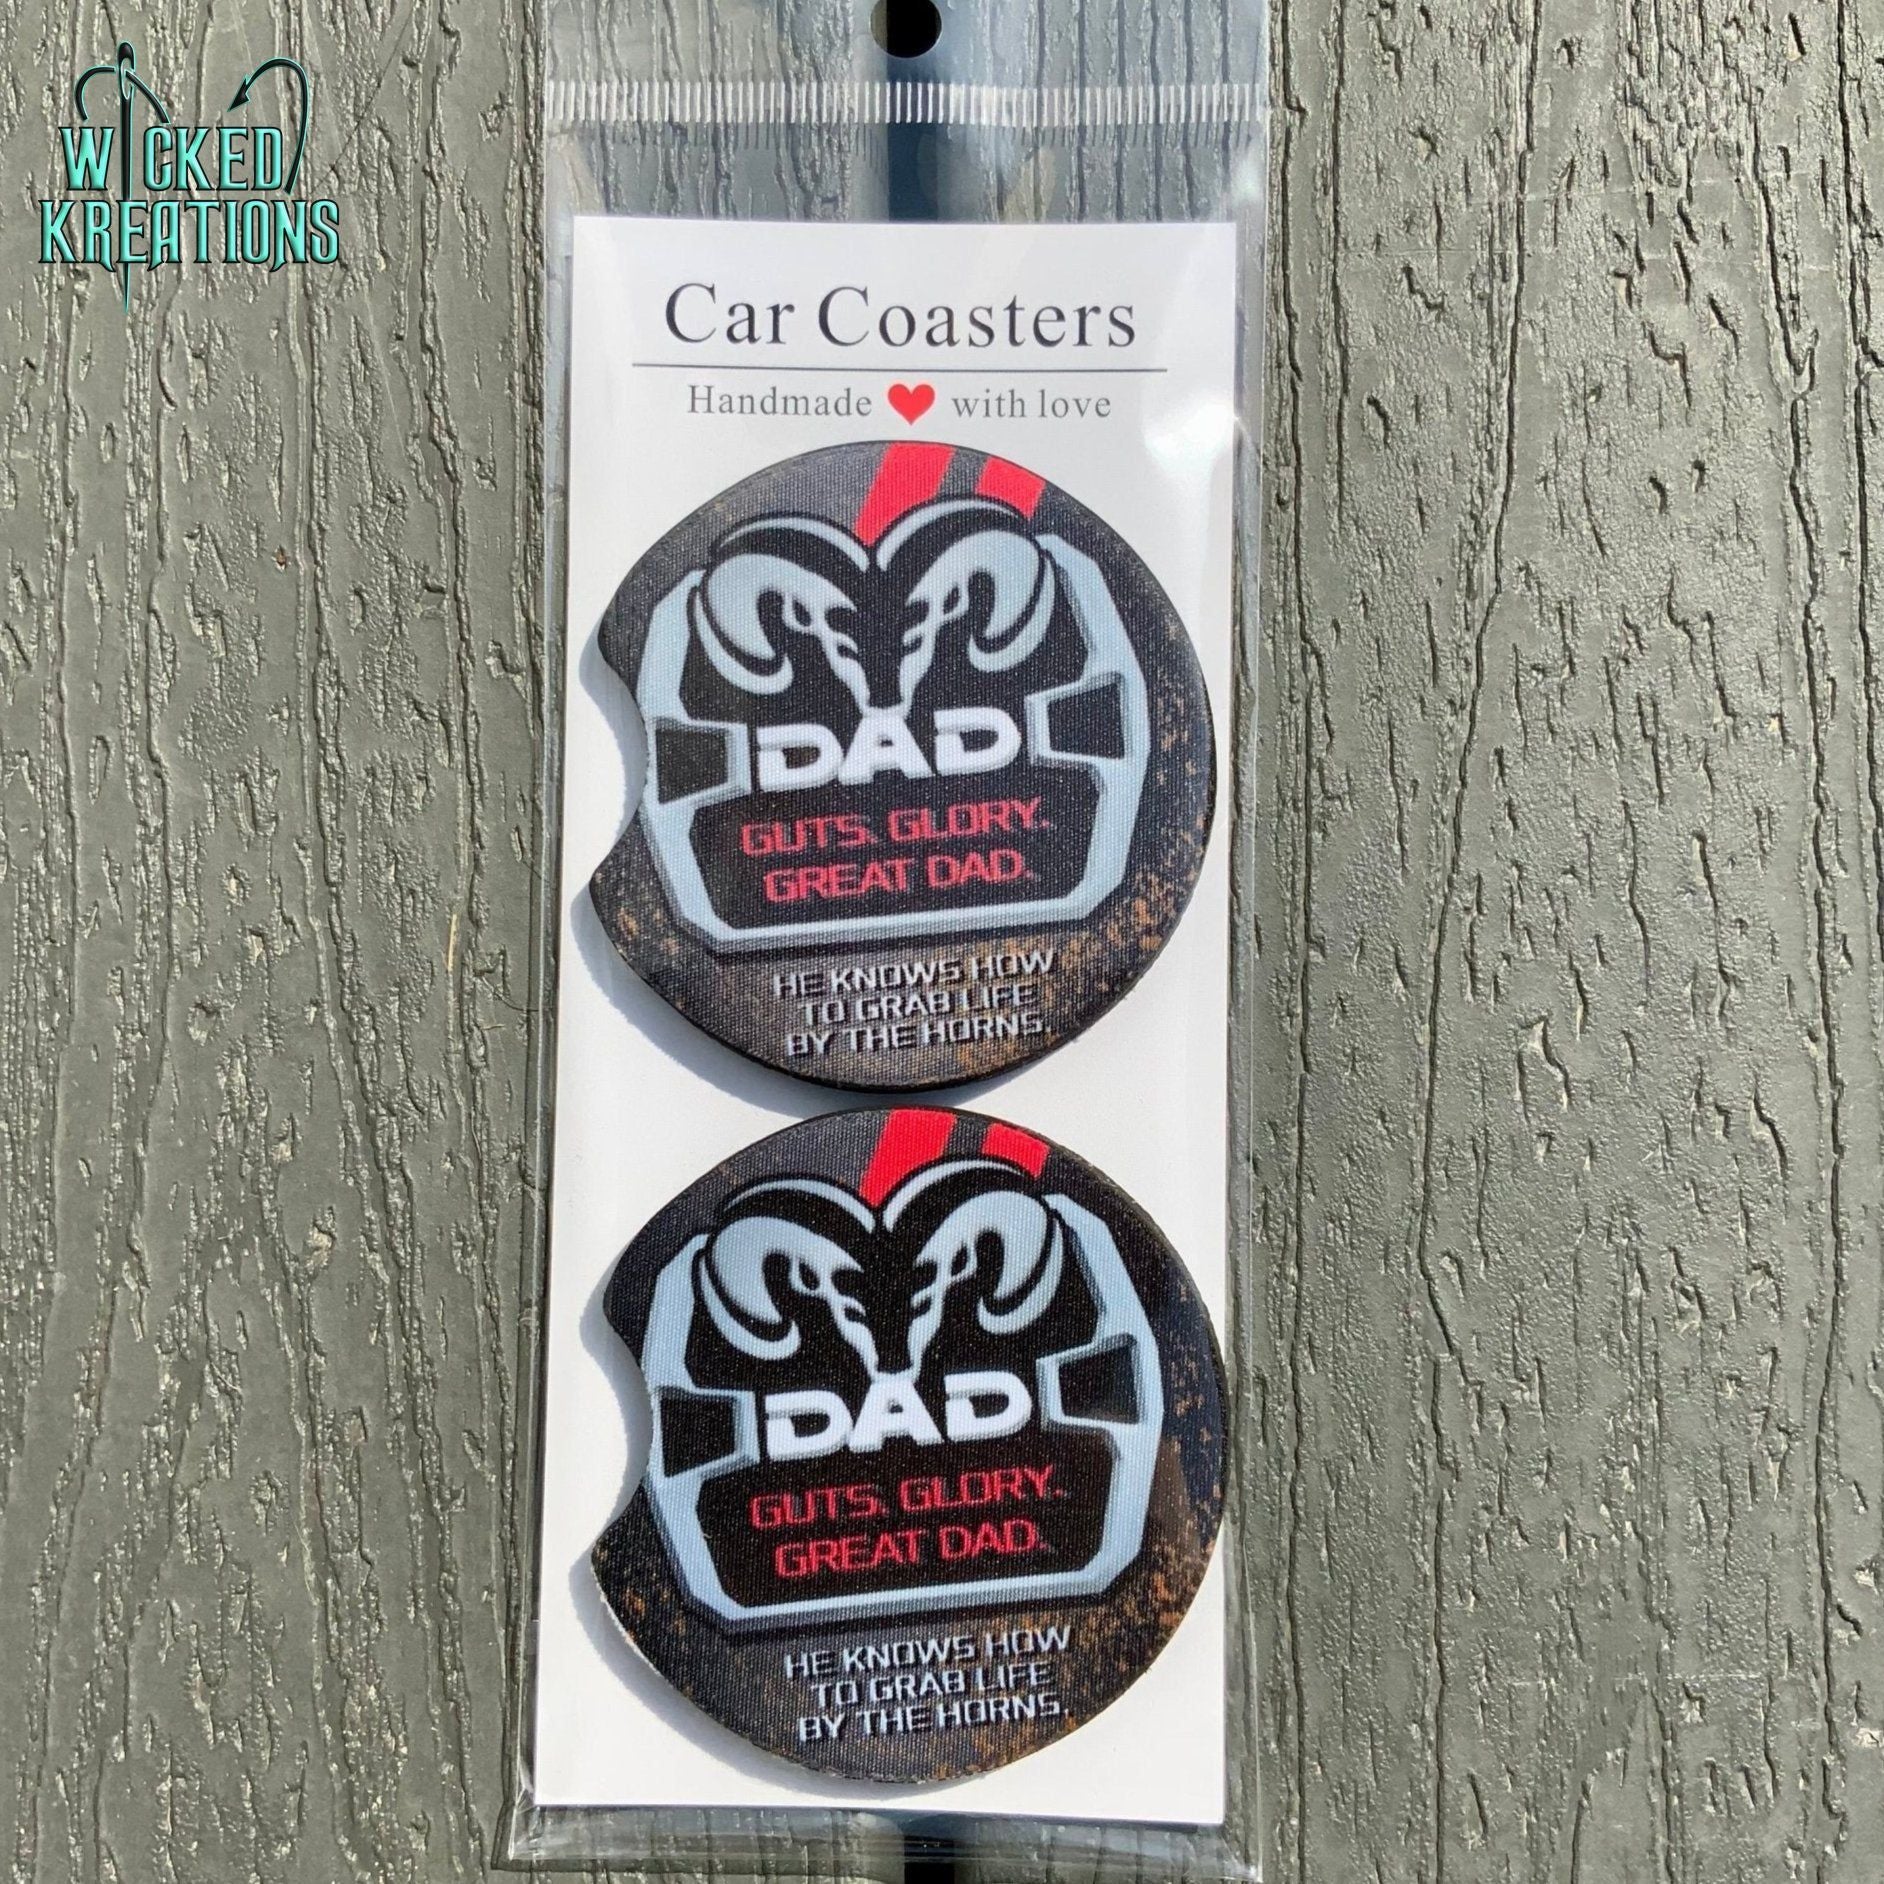 WICKED
KREATIONS
Car Coasters
Handmade with love
DAD
GUTS. GLORY.
GREAT DAD.
HE KNOWS HOW
TO GRAB LIFE
BY THE HORNS.
DAD
GUTS. GLORY.
GREAT DAD.
HE KNOWS HOW
TO GRAB LIFE
BY THE HORNS.